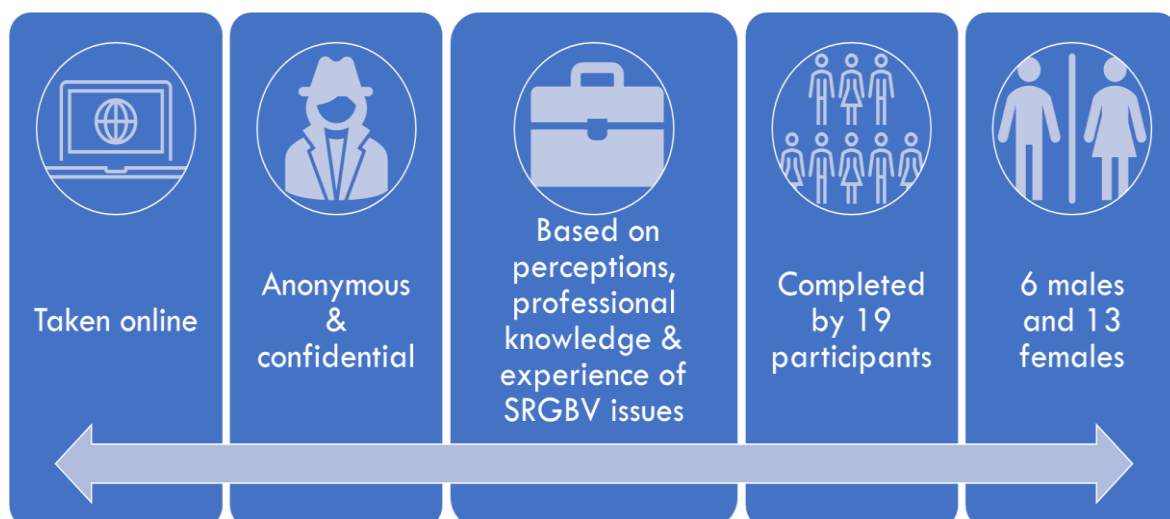 Taken online
Anonymous
&
confidential
Based on
perceptions,
professional
knowledge &
experience of
SRGBV issues
Completed
by 19
participants
6 males
and 13
females